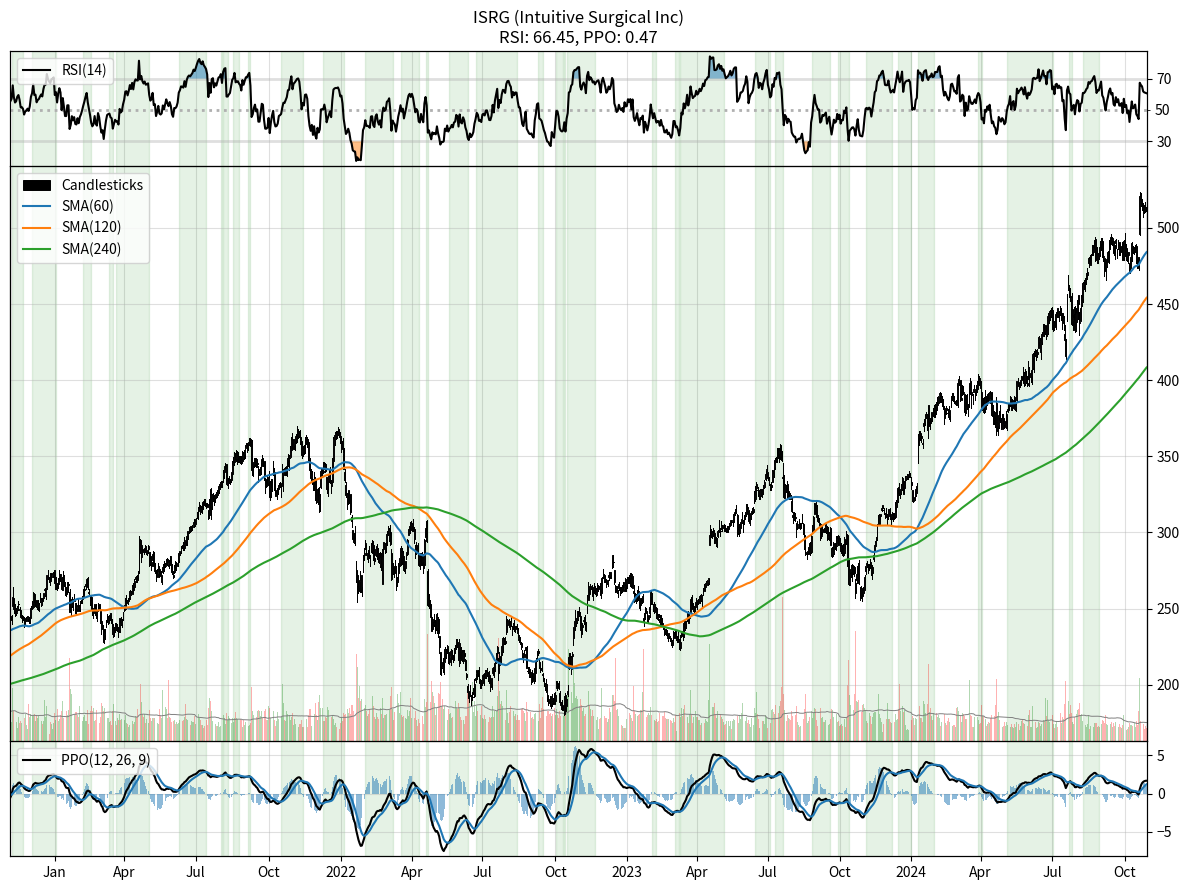 ISRG (Intuitive Surgical Inc)
RSI: 66.45, PPO: 0.47
RSI(14)
70
50
30
Candlesticks
SMA(60)
SMA(120)
SMA(240)
500
450
400
350
300
250
200
PPO(12, 26, 9)
5
0
−5
Jan Apr Jul Oct 2022 Apr Jul Oct 2023 Apr Jul Oct 2024 Apr Jul Oct